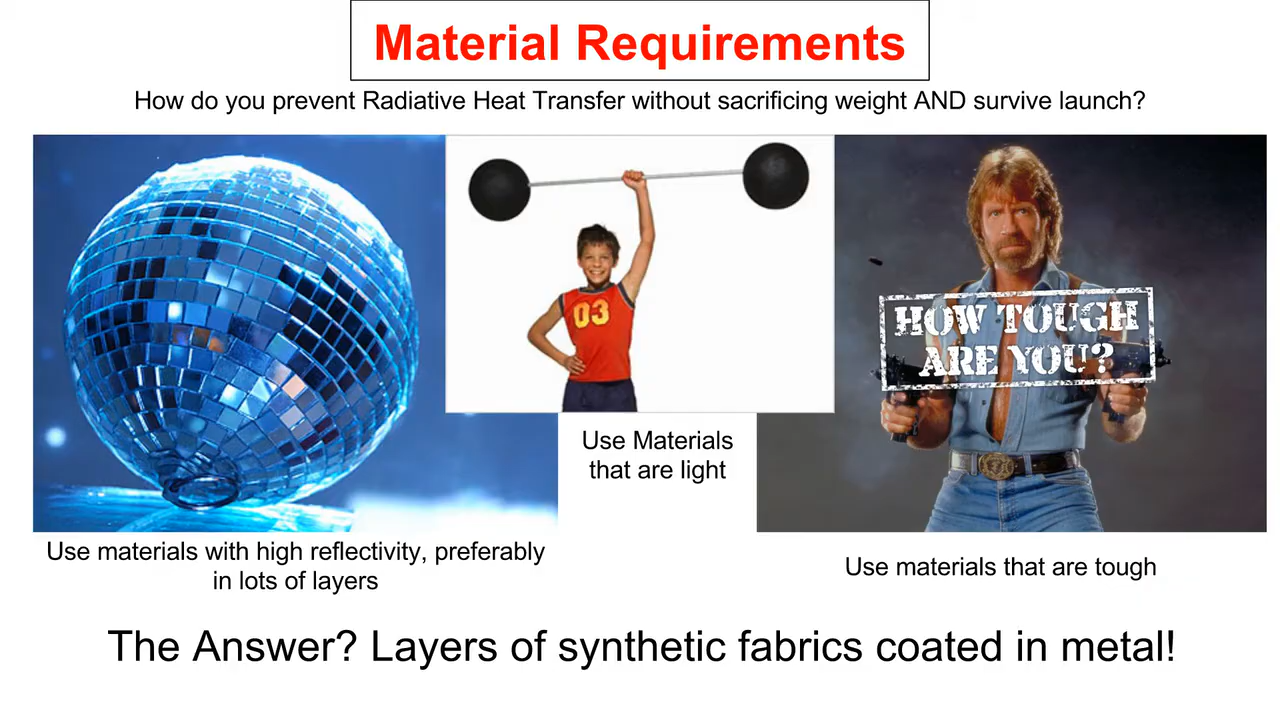 Material Requirements
How do you prevent Radiative Heat Transfer without sacrificing weight AND survive launch?
03
HOW TOUGH
ARE YOU?
Use Materials
that are light
Use materials with high reflectivity, preferably
in lots of layers
Use materials that are tough
The Answer? Layers of synthetic fabrics coated in metal!